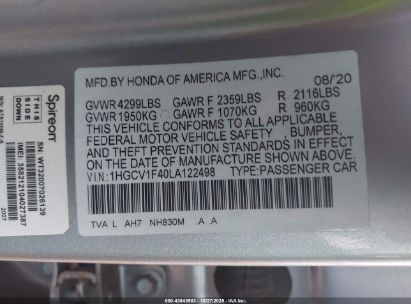 Spireon
THIS
SIDE
DOWN
2007
MFD BY HONDA OF AMERICA MFG.,INC. 08/20
GVWR 4299LBS GAWR F 2359LBS R 2116LBS
GVWR 1950KG GAWR F 1070KG R 960KG
THIS VEHICLE CONFORMS TO ALL APPLICABLE
FEDERAL MOTOR VEHICLE SAFETY , BUMPER,
AND THEFT PREVENTION STANDARDS IN EFFECT ON
THE DATE OF MANUFACTURE SHOWN ABOVE.
V.I.N:1HGCV1F40LA122498 TYPE:PASSENGER CAR
TVA L AH7 NH830M .A .A